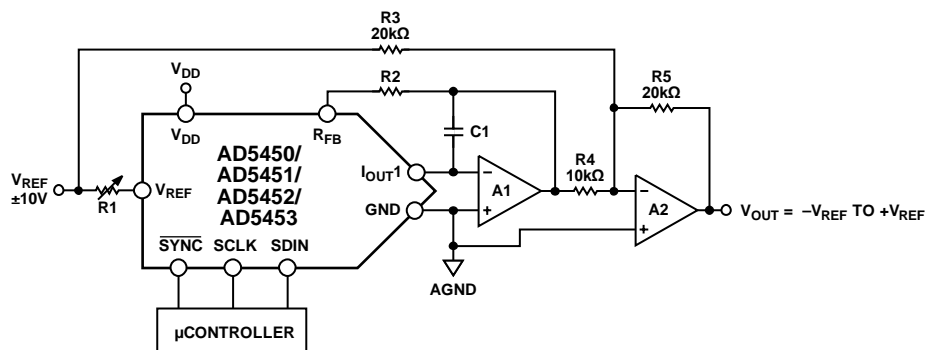 R3
20kΩ
VDD
R2
R5
20kΩ
VDD
RFB
C1
AD5450/
AD5451/
AD5452/
AD5453
VREF
±10V
R1
VREF
IOUT1
GND
–
+
A1
R4
10kΩ
–
+
A2
VOUT = –VREF TO +VREF
SYNC SCLK SDIN
AGND
µCONTROLLER